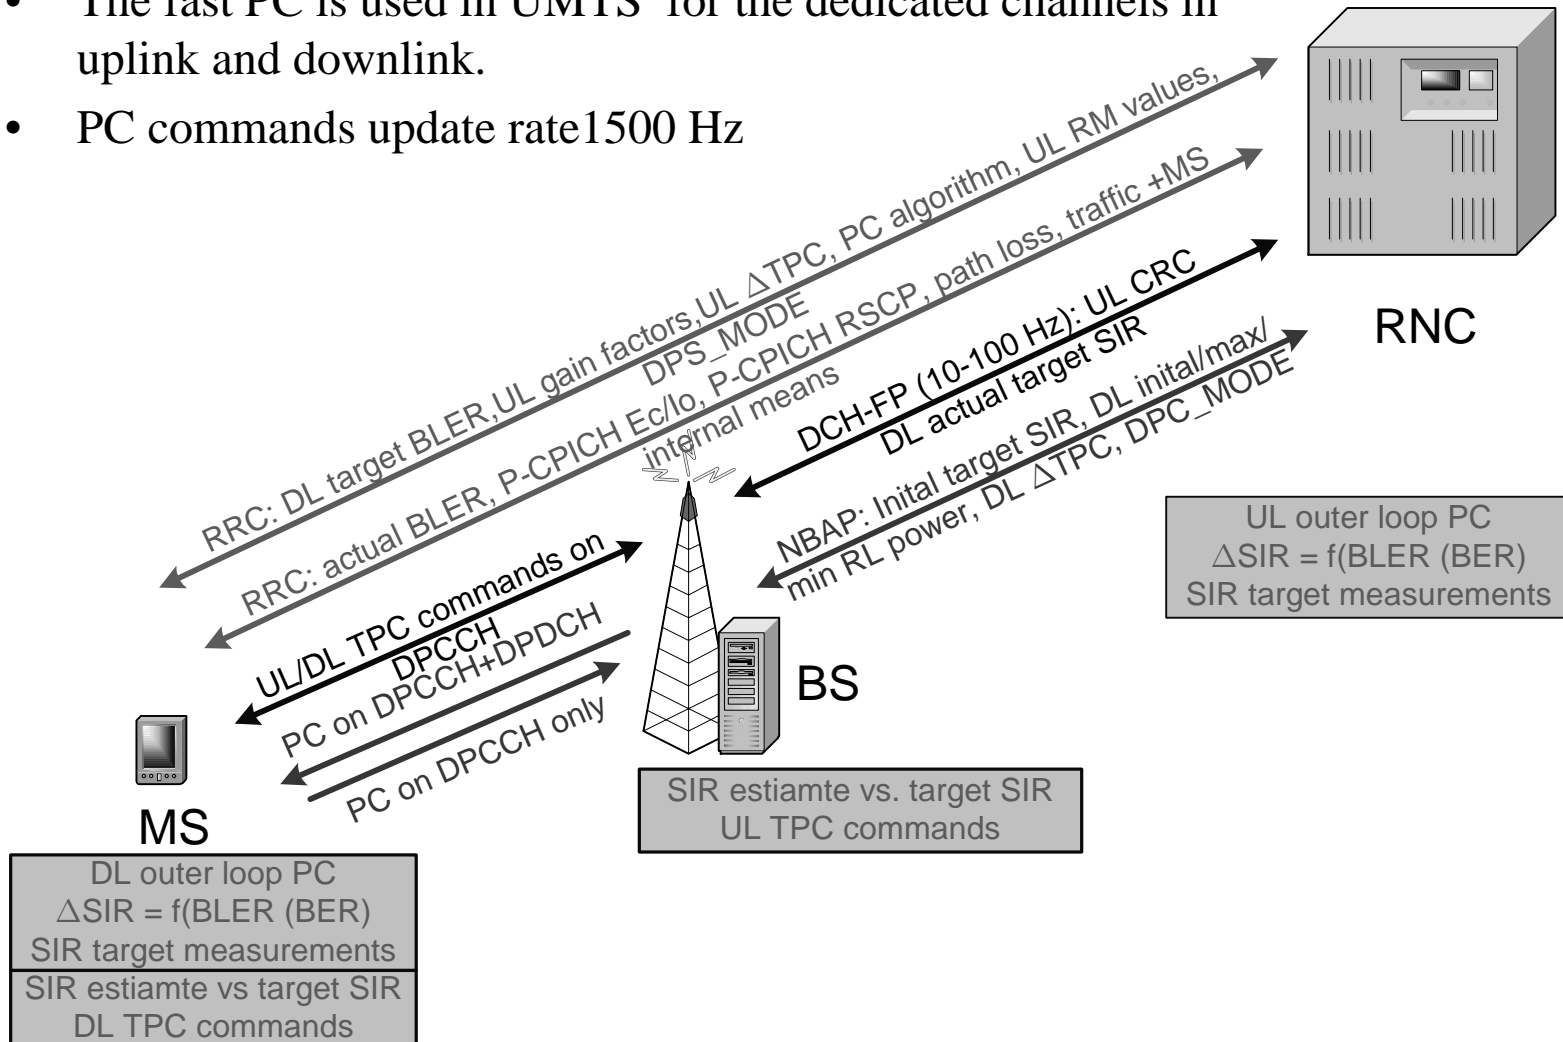 • The fast PC is used in UMTS for the dedicated channels in
uplink and downlink.
• PC commands update rate1500 Hz
RRC: DL target BLER,UL gain factors,UL △TPC, PC algorithm, UL RM values,
DPS_MODE
RRC: actual BLER, P-CPICH Ec/Io, P-CPICH RSCP, path loss, traffic +MS
internal means
DCH-FP (10-100 Hz): UL CRC
DL actual target SIR
NBAP: Inital target SIR, DL inital/max/
min RL power, DL △TPC, DPC_MODE
RNC
UL outer loop PC
∆SIR = f(BLER (BER)
SIR target measurements
UL/DL TPC commands on
DPCCH
PC on DPCCH+DPDCH
PC on DPCCH only
BS
SIR estiamte vs. target SIR
UL TPC commands
MS
DL outer loop PC
∆SIR = f(BLER (BER)
SIR target measurements
SIR estiamte vs target SIR
DL TPC commands